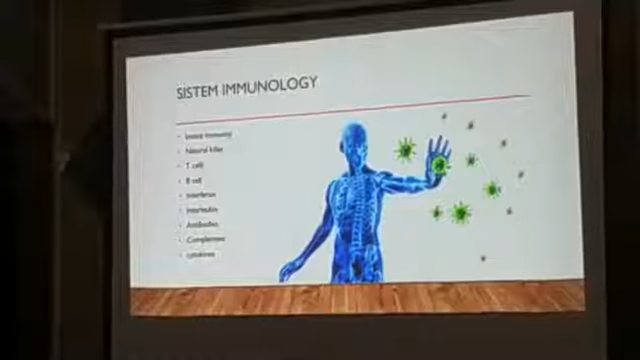 SISTEM IMMUNOLOGY
Innate immunity
Natural killer
T cell
B cell
Interferon
Interleukin
Antibodies
Complement
cytokines